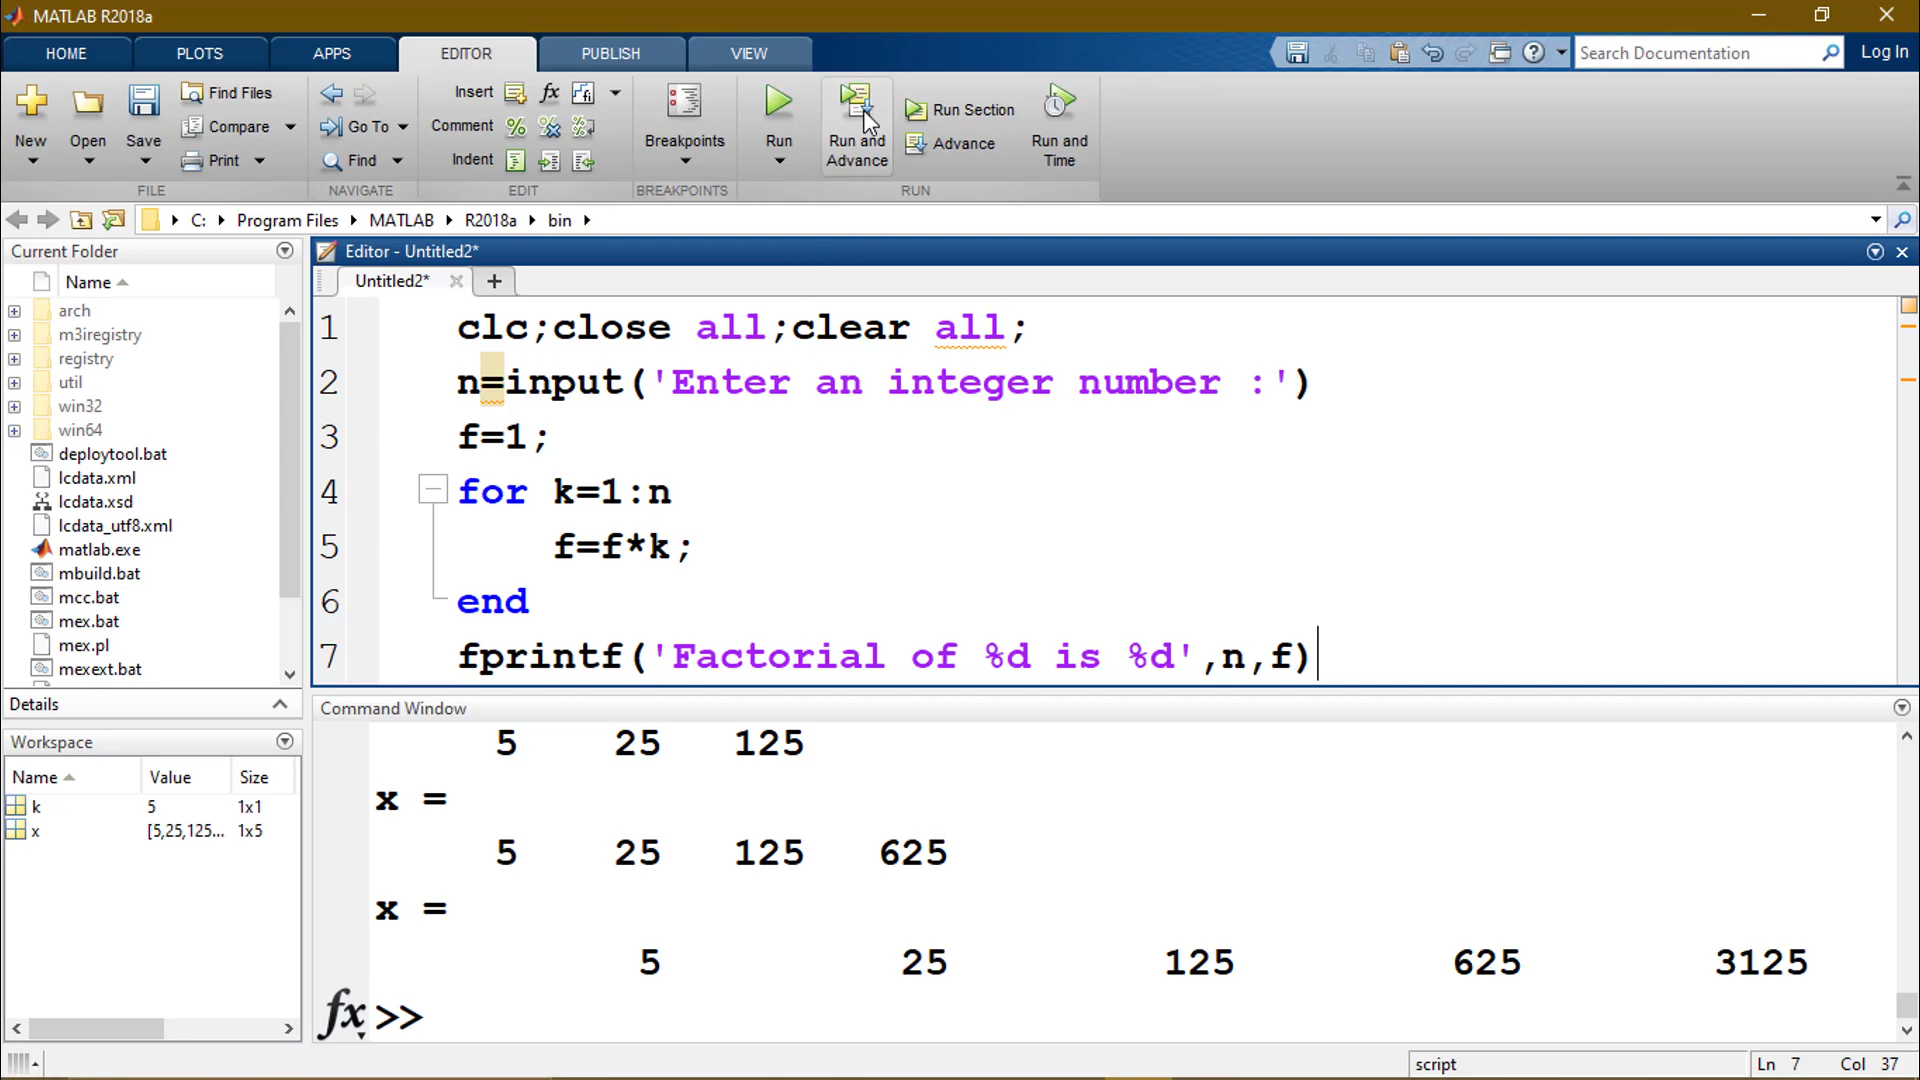 MATLAB R2018a
HOME PLOTS APPS EDITOR PUBLISH VIEW Search Documentation Log In
New Open Save Find Files Compare Print
FILE
Go To Find
NAVIGATE
Insert fx
Comment
Indent
EDIT
Breakpoints
BREAKPOINTS
Run Run and Advance Run Section Advance Run and Time
RUN
C: Program Files MATLAB R2018a bin
Current Folder
Name
arch
m3iregistry
registry
util
win32
win64
deploytool.bat
lcdata.xml
lcdata.xsd
lcdata_utf8.xml
matlab.exe
mbuild.bat
mcc.bat
mex.bat
mex.pl
mexext.bat
Details
Workspace
Name Value Size
k 5 1x1
x [5,25,125... 1x5
Editor - Untitled2*
Untitled2*
1 clc;close all;clear all;
2 n=input('Enter an integer number :')
3 f=1;
4 for k=1:n
5 f=f*k;
6 end
7 fprintf('Factorial of %d is %d',n,f)
Command Window
5 25 125
x =
5 25 125 625
x =
5 25 125 625 3125
fx >>
script Ln 7 Col 37